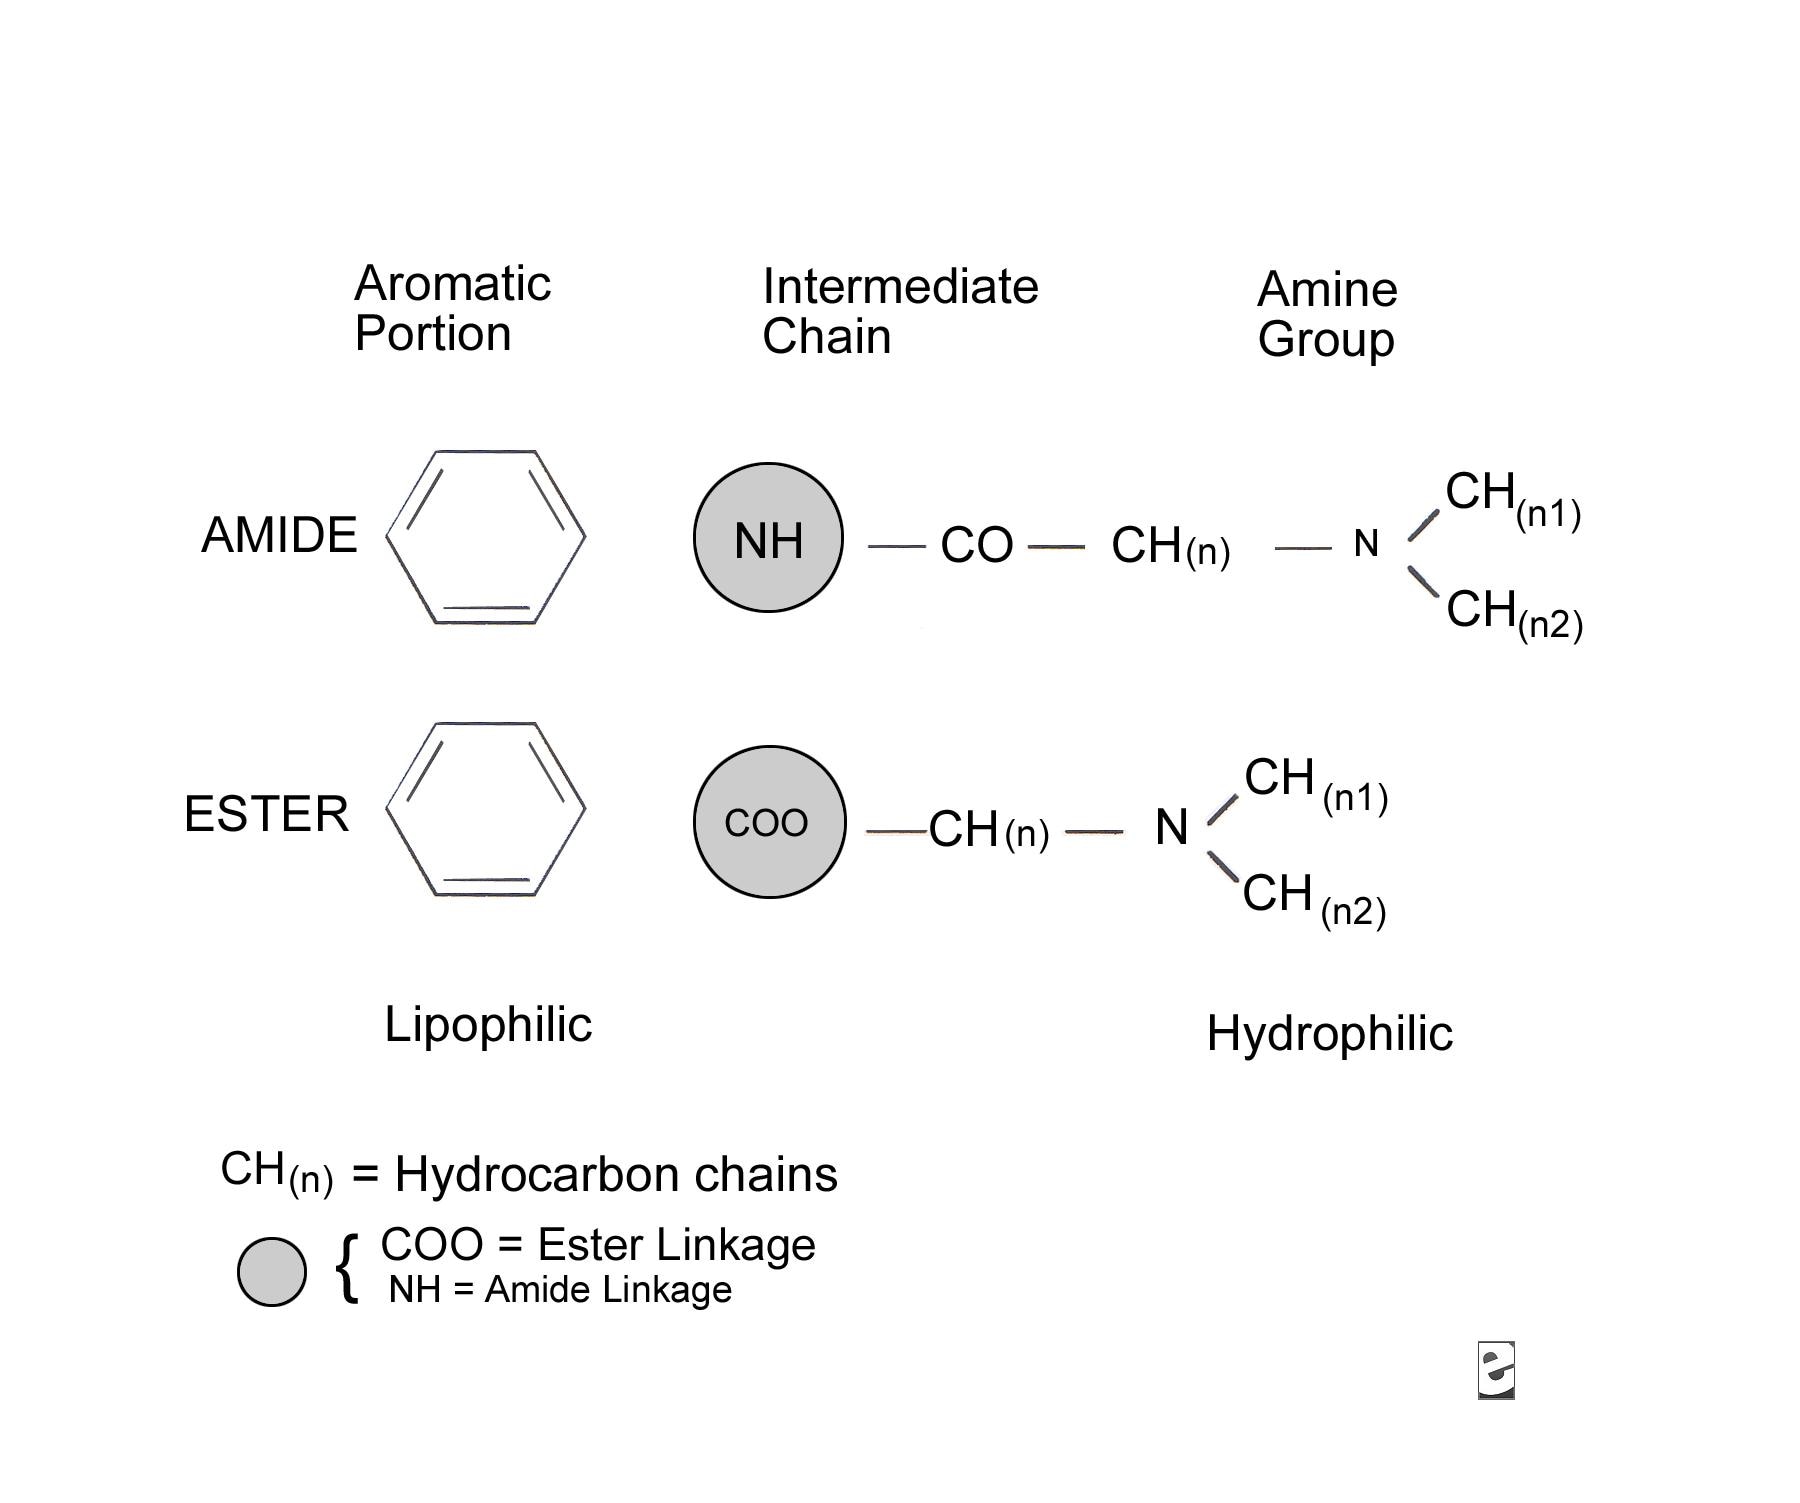 Aromatic
Portion
Intermediate
Chain
Amine
Group
AMIDE
NH — CO — CH(n) — N
CH(n1)
CH(n2)
ESTER
COO —CH(n) — N
CH(n1)
CH(n2)
Lipophilic
Hydrophilic
CH(n) = Hydrocarbon chains
{ COO = Ester Linkage
NH = Amide Linkage
e